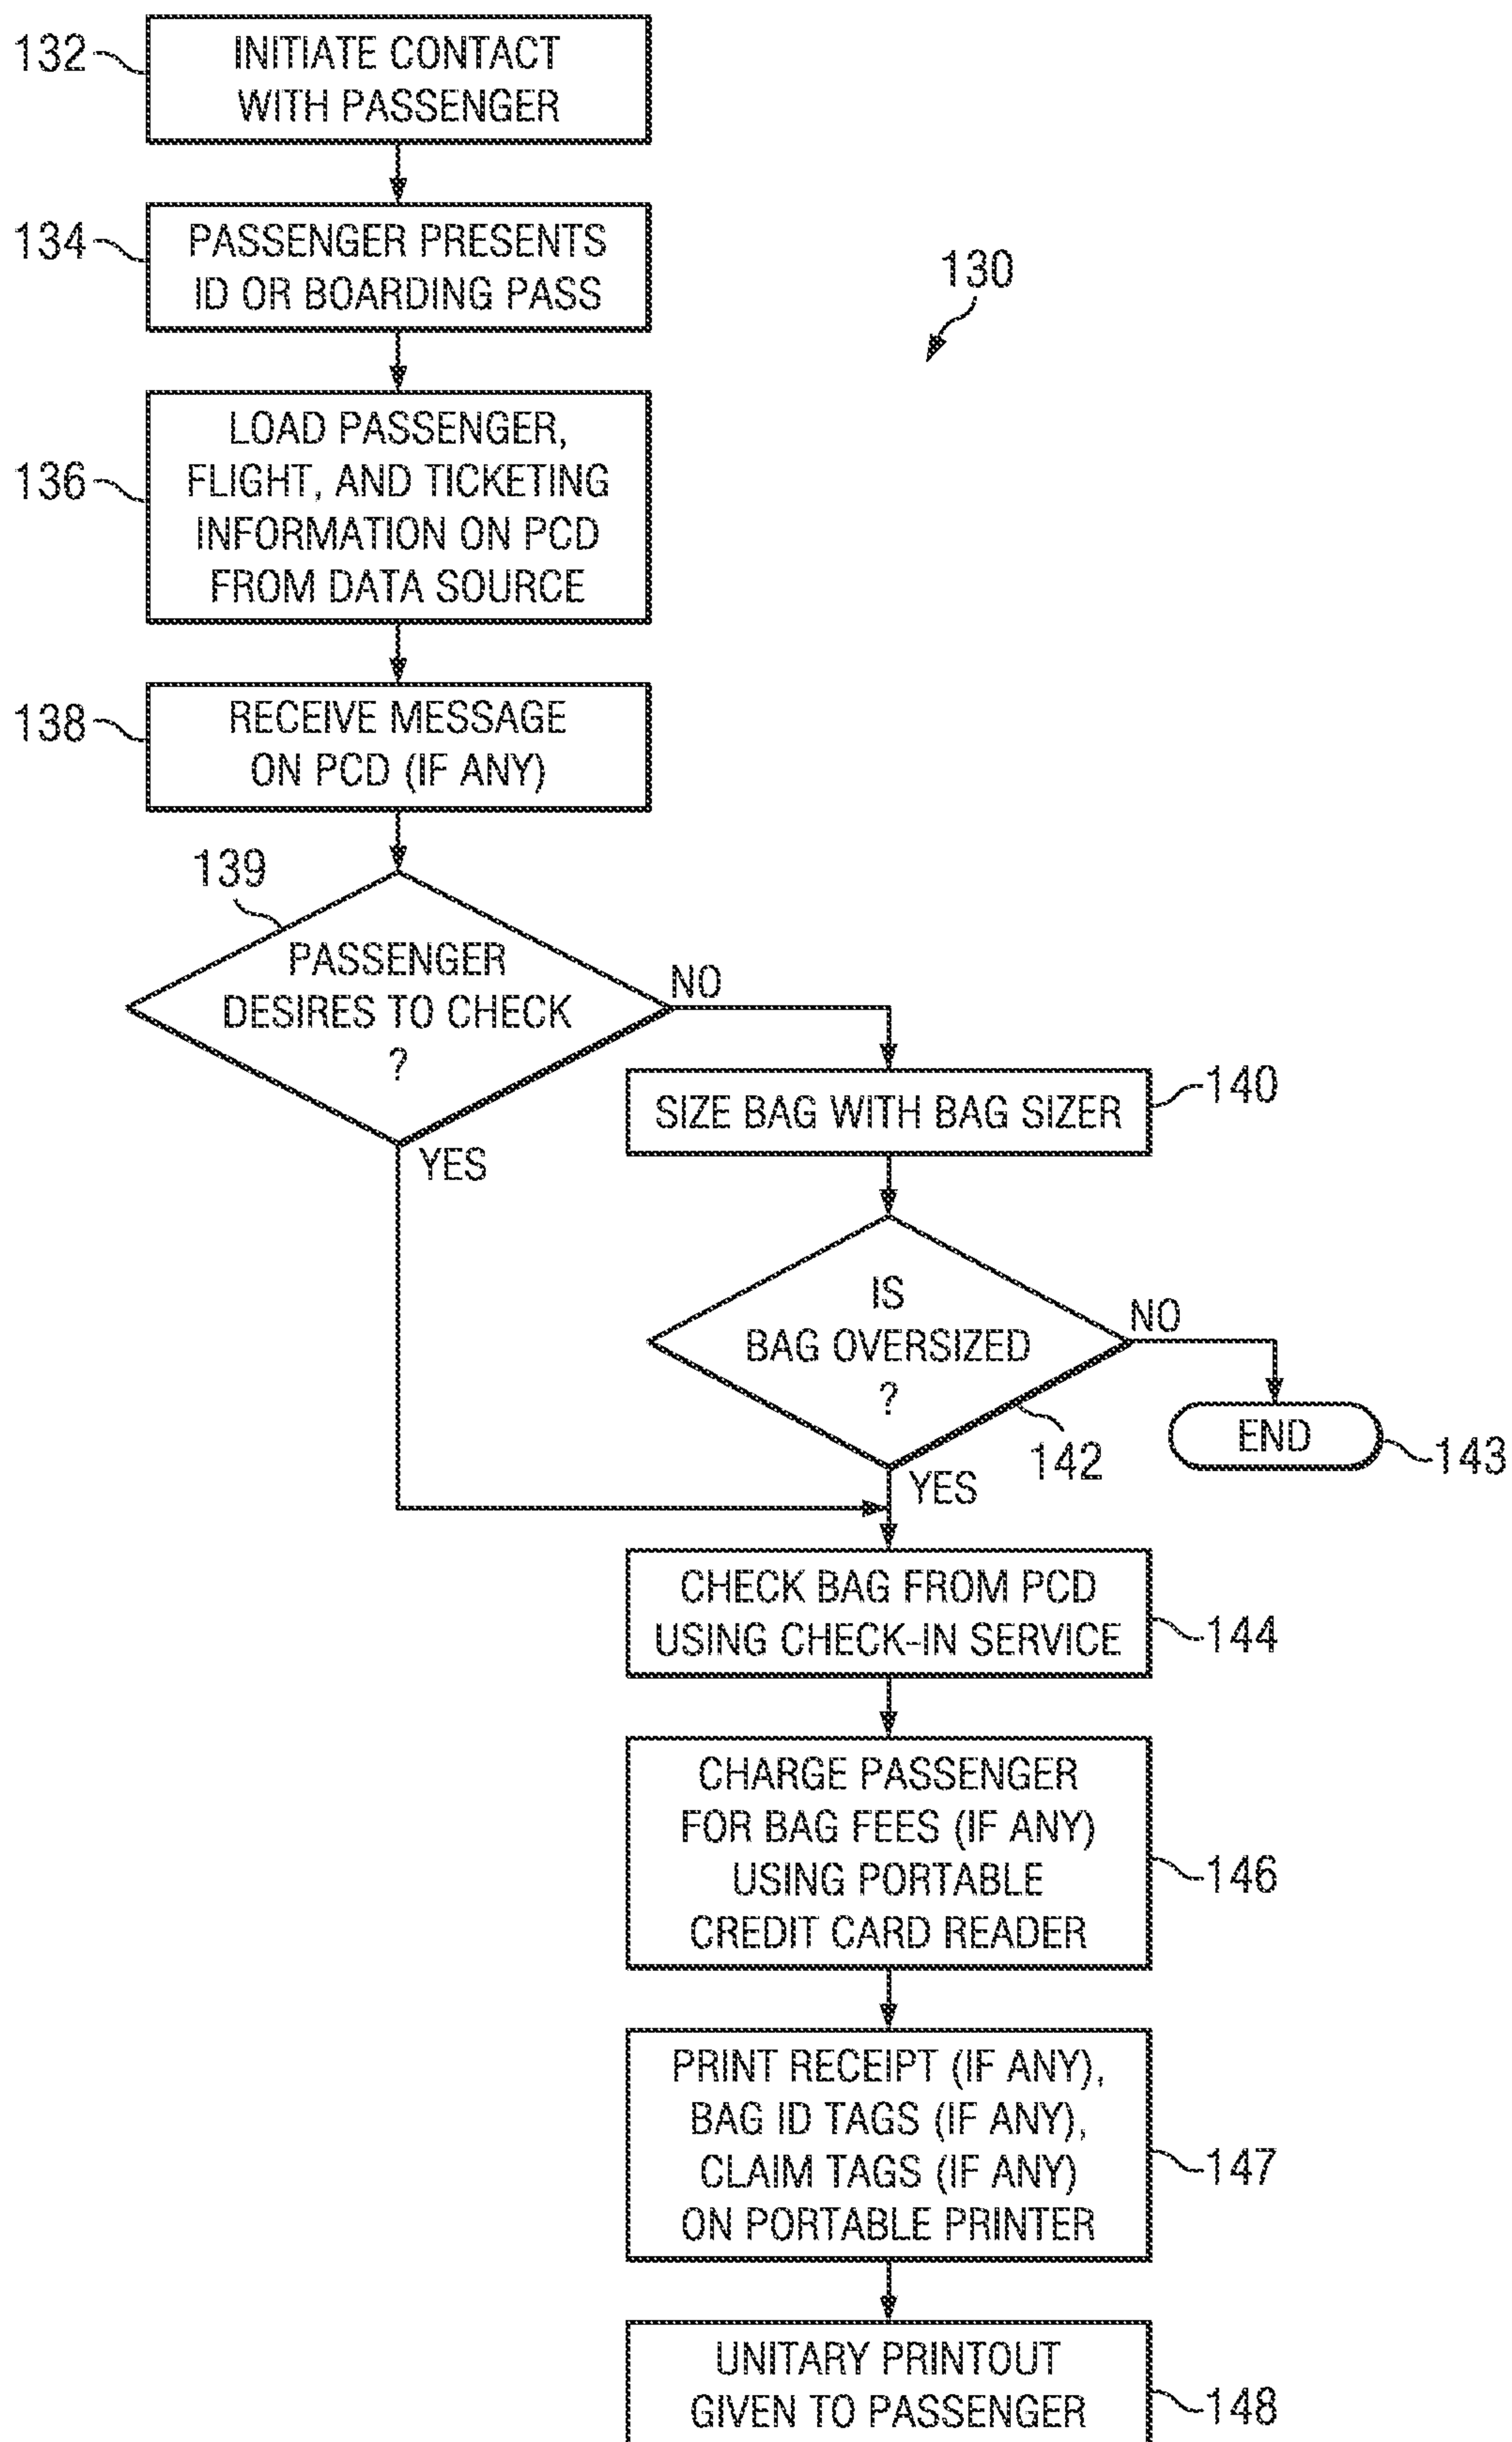 132
INITIATE CONTACT
WITH PASSENGER
134
PASSENGER PRESENTS
ID OR BOARDING PASS
130
136
LOAD PASSENGER,
FLIGHT, AND TICKETING
INFORMATION ON PCD
FROM DATA SOURCE
138
RECEIVE MESSAGE
ON PCD (IF ANY)
139
PASSENGER
DESIRES TO CHECK
?
NO
YES
SIZE BAG WITH BAG SIZER
140
IS
BAG OVERSIZED
?
NO
142
YES
END
143
CHECK BAG FROM PCD
USING CHECK-IN SERVICE
144
CHARGE PASSENGER
FOR BAG FEES (IF ANY)
USING PORTABLE
CREDIT CARD READER
146
PRINT RECEIPT (IF ANY),
BAG ID TAGS (IF ANY),
CLAIM TAGS (IF ANY)
ON PORTABLE PRINTER
147
UNITARY PRINTOUT
GIVEN TO PASSENGER
148